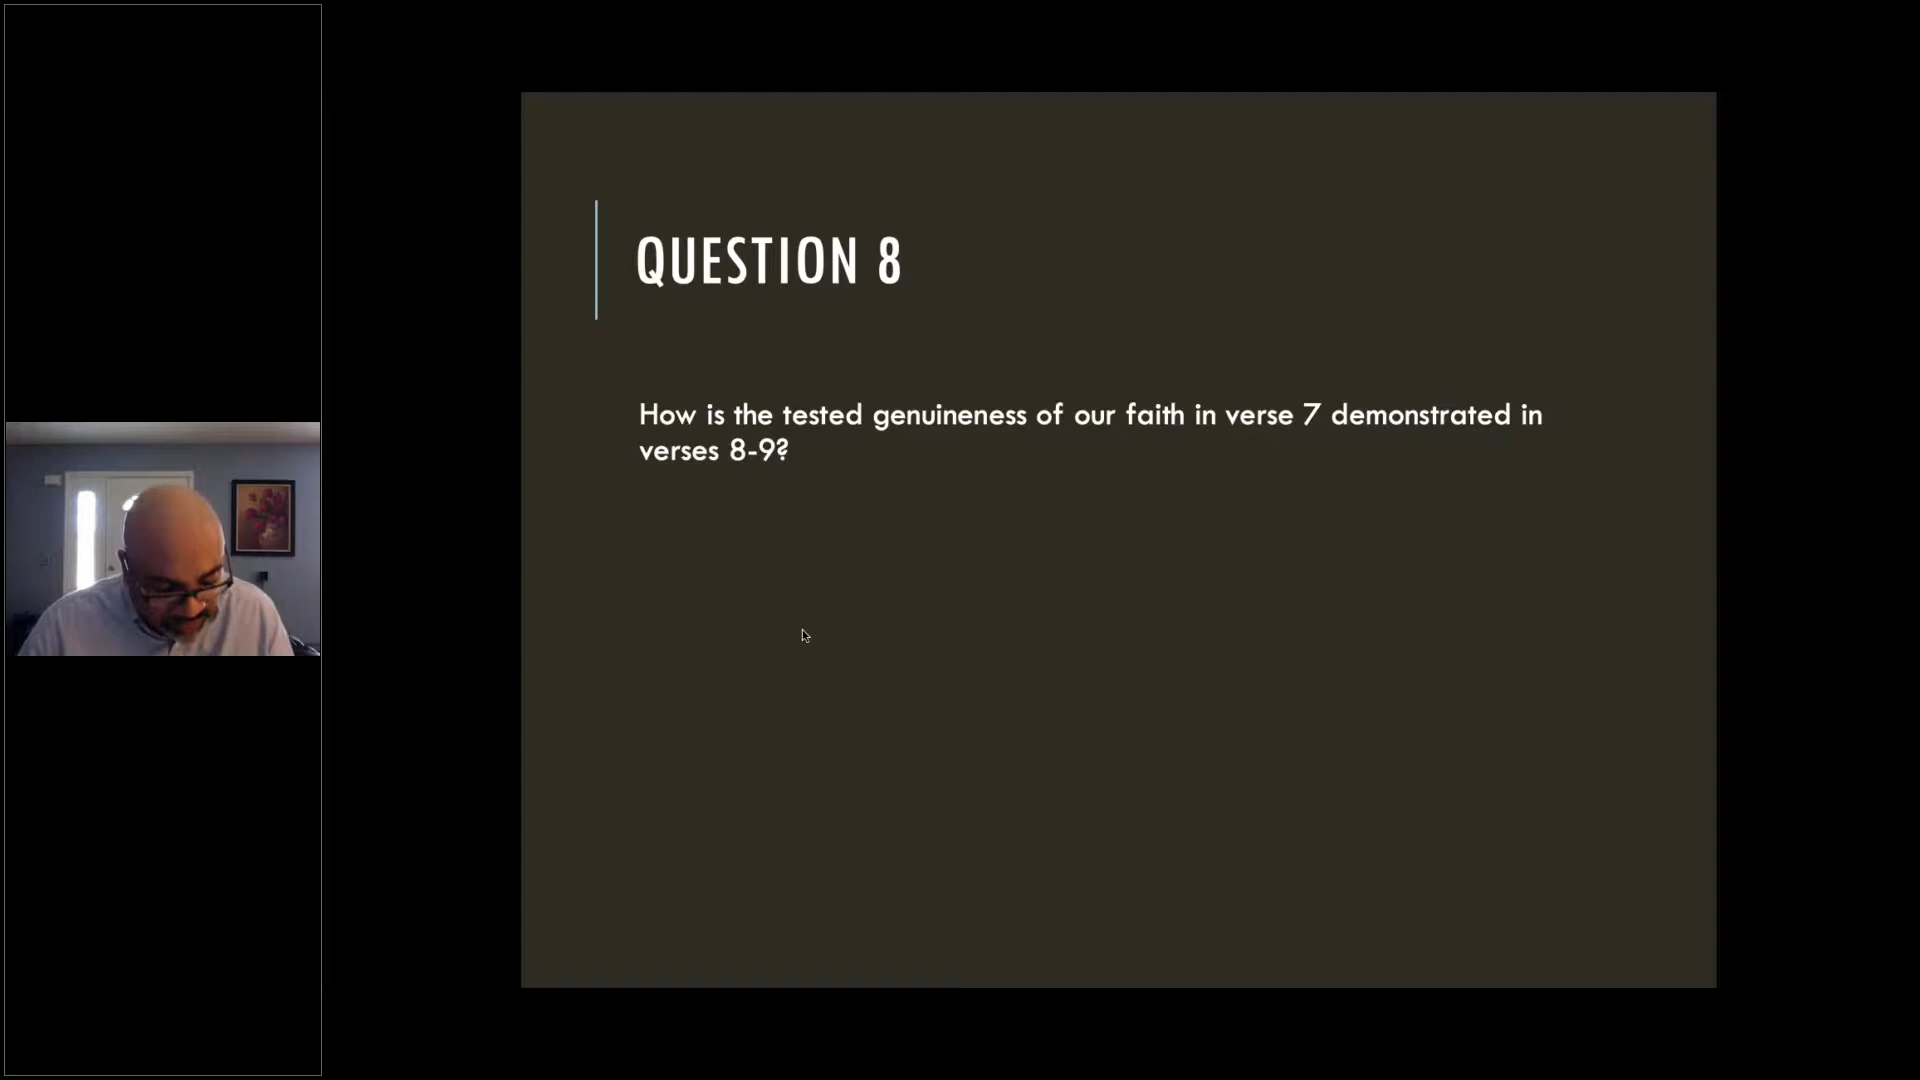 QUESTION 8
How is the tested genuineness of our faith in verse 7 demonstrated in
verses 8-9?